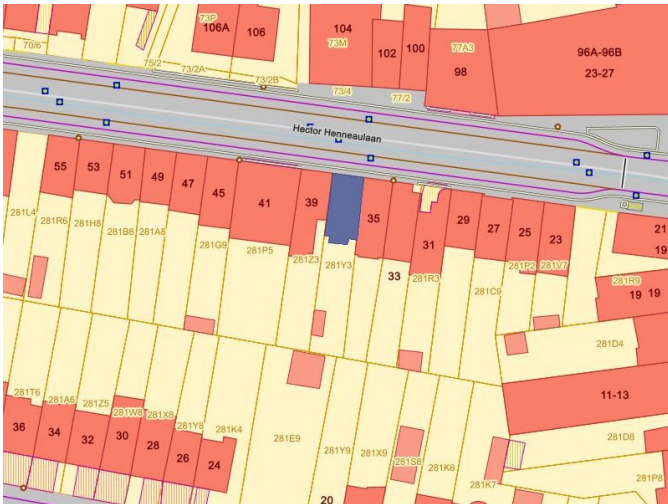 73P
106A
106
104
73M
102
100
77A3
98
96A-96B
23-27
70/6
75/2
73/2A
73/2B
73/4
77/2
Hector Henneaulaan
55
53
51
49
47
45
41
39
35
33
31
29
27
25
23
21
19
281L4
281R6
281H8
281B8
281A8
281G9
281P5
281Z3
281Y3
281R3
281C9
281P2
281V7
281R9
19 19
281D4
11-13
281T6
281A6
281Z5
281W8
281X8
281Y8
281K4
281E9
281Y9
281X9
281S8
281K8
281K7
281D8
281P8
36
34
32
30
28
26
24
20